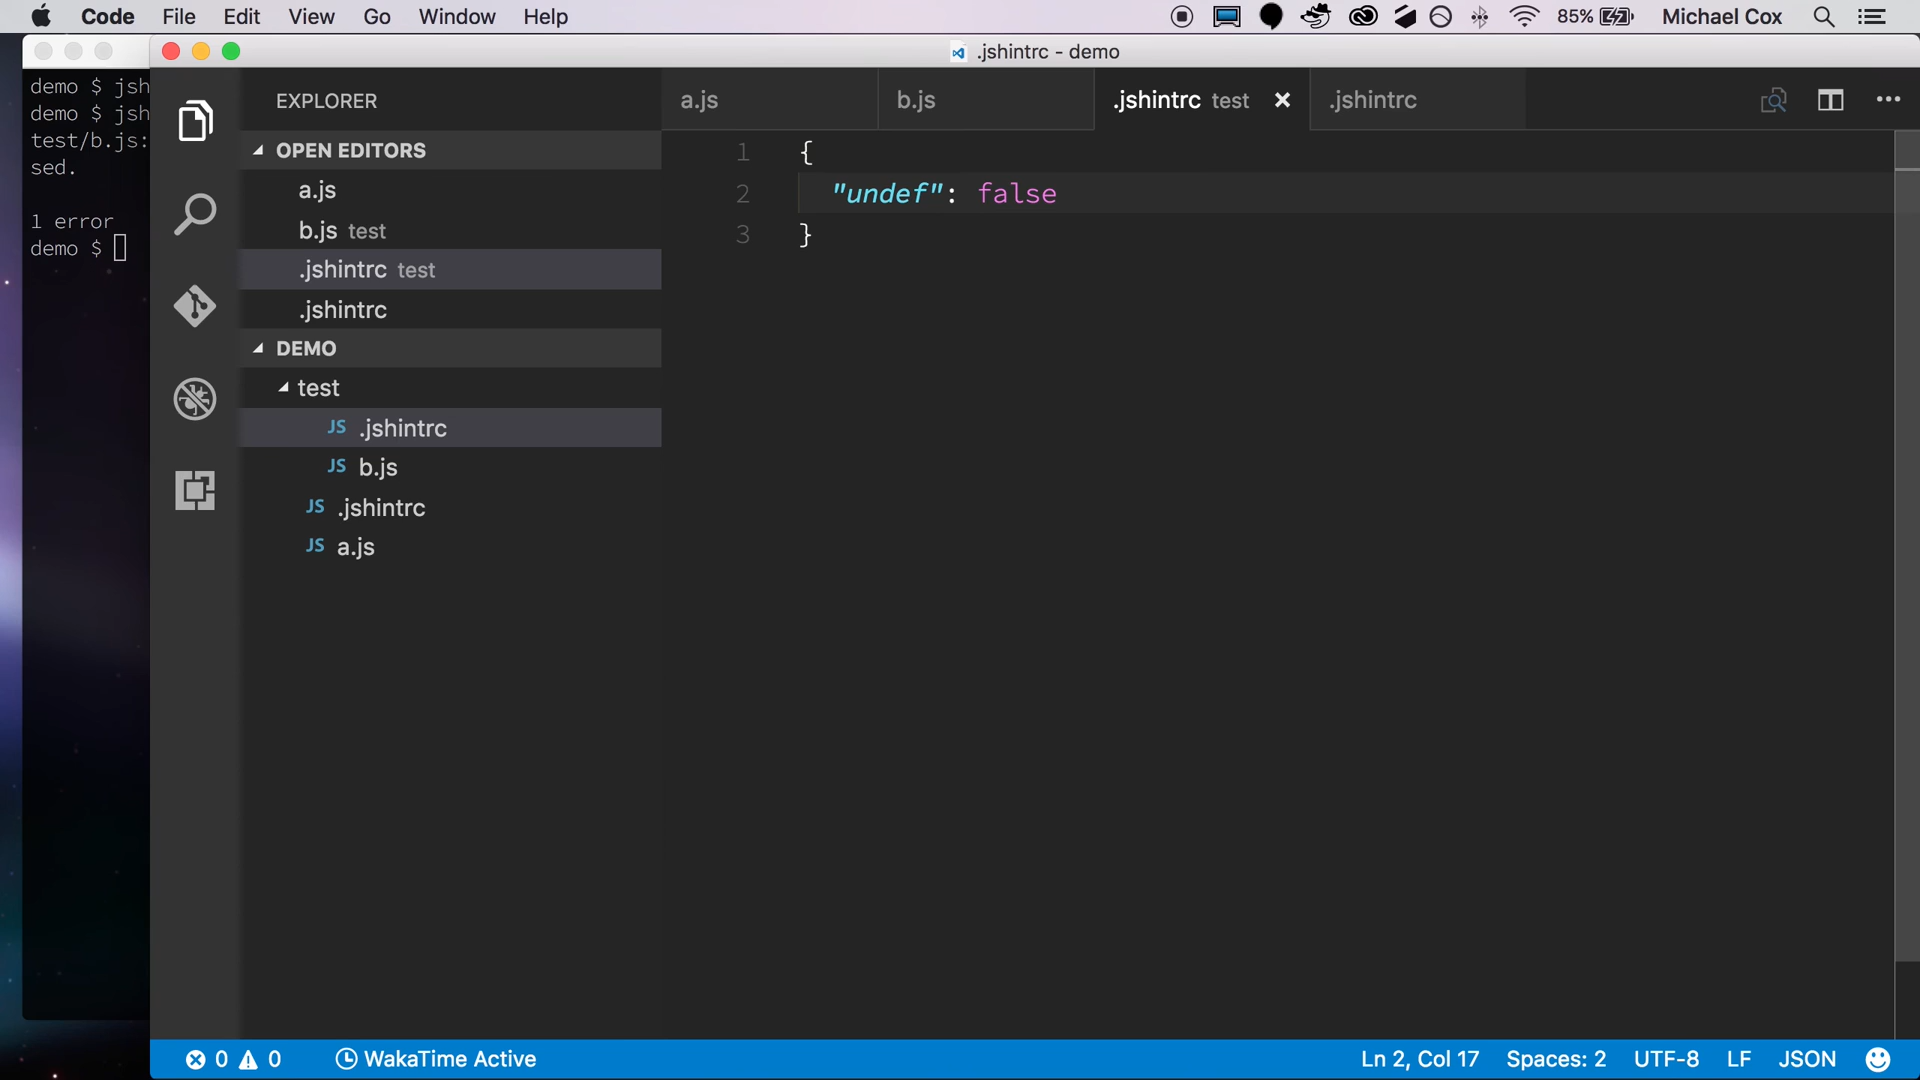 Code File Edit View Go Window Help 85% Michael Cox
.jshintrc - demo
demo $ jsh
demo $ jsh
test/b.js:
sed.
1 error
demo $
EXPLORER
OPEN EDITORS
a.js
b.js test
.jshintrc test
.jshintrc
DEMO
test
JS .jshintrc
JS b.js
JS .jshintrc
JS a.js
a.js b.js .jshintrc test .jshintrc
1 {
2 "undef": false
3 }
0 0 WakaTime Active Ln 2, Col 17 Spaces: 2 UTF-8 LF JSON